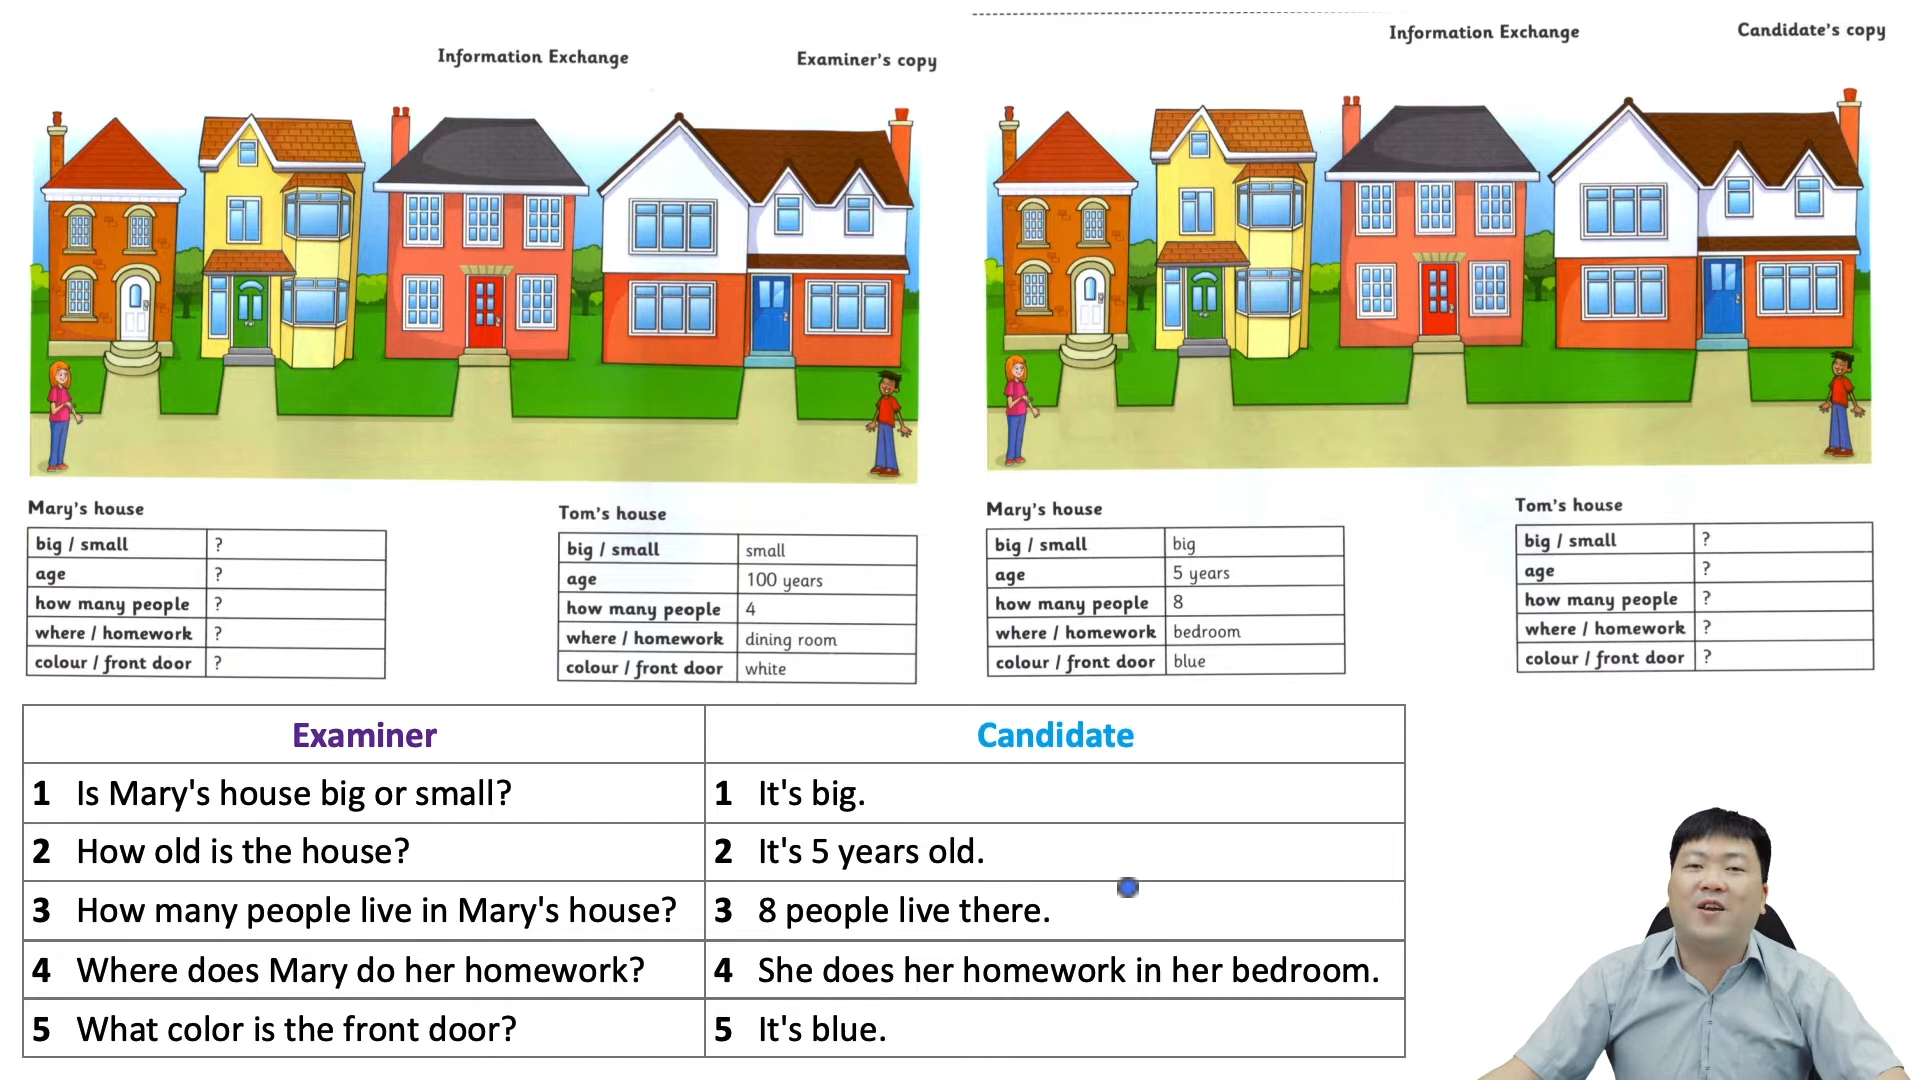 Information Exchange
Examiner's copy
Mary's house
big / small ?
age ?
how many people ?
where / homework ?
colour / front door ?
Tom's house
big / small small
age 100 years
how many people 4
where / homework dining room
colour / front door white
Information Exchange
Candidate's copy
Mary's house
big / small big
age 5 years
how many people 8
where / homework bedroom
colour / front door blue
Tom's house
big / small ?
age ?
how many people ?
where / homework ?
colour / front door ?
Examiner Candidate
1 Is Mary's house big or small? 1 It's big.
2 How old is the house? 2 It's 5 years old.
3 How many people live in Mary's house? 3 8 people live there.
4 Where does Mary do her homework? 4 She does her homework in her bedroom.
5 What color is the front door? 5 It's blue.